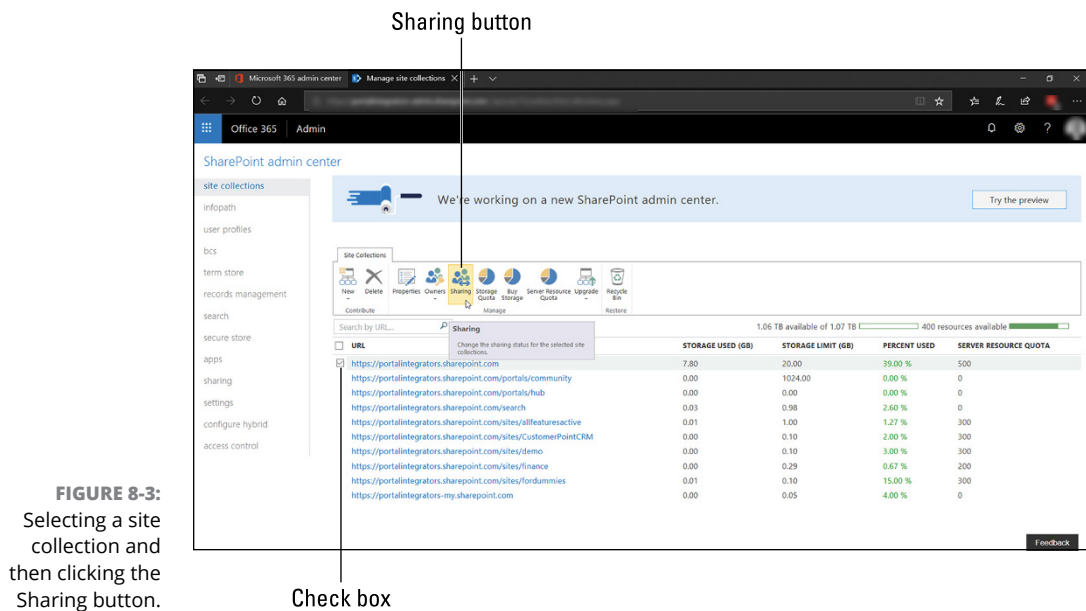 Sharing button
Microsoft 365 admin center
Manage site collections
Office 365 Admin
?
SharePoint admin center
site collections
infopath
user profiles
bcs
term store
records management
search
secure store
apps
sharing
settings
configure hybrid
access control
We're working on a new SharePoint admin center.
Try the preview
Site Collections
New Delete Properties Owners Sharing Storage Quota Buy Storage Server Resource Quota Upgrade Recycle Bin
Contribute Manage Restore
Search by URL...
1.06 TB available of 1.07 TB 400 resources available
Sharing
Change the sharing status for the selected site
collections.
URL STORAGE USED (GB) STORAGE LIMIT (GB) PERCENT USED SERVER RESOURCE QUOTA
https://portalintegrators.sharepoint.com 7.80 20.00 39.00 % 500
https://portalintegrators.sharepoint.com/portals/community 0.00 1024.00 0.00 % 0
https://portalintegrators.sharepoint.com/portals/hub 0.00 0.00 0.00 % 0
https://portalintegrators.sharepoint.com/search 0.03 0.98 2.60 % 0
https://portalintegrators.sharepoint.com/sites/allfeaturesactive 0.01 1.00 1.27 % 300
https://portalintegrators.sharepoint.com/sites/CustomerPointCRM 0.00 0.10 2.00 % 300
https://portalintegrators.sharepoint.com/sites/demo 0.00 0.10 3.00 % 300
https://portalintegrators.sharepoint.com/sites/finance 0.00 0.29 0.67 % 200
https://portalintegrators.sharepoint.com/sites/fordummies 0.01 0.10 15.00 % 300
https://portalintegrators-my.sharepoint.com 0.00 0.05 4.00 % 0
Feedback
FIGURE 8-3:
Selecting a site
collection and
then clicking the
Sharing button.
Check box